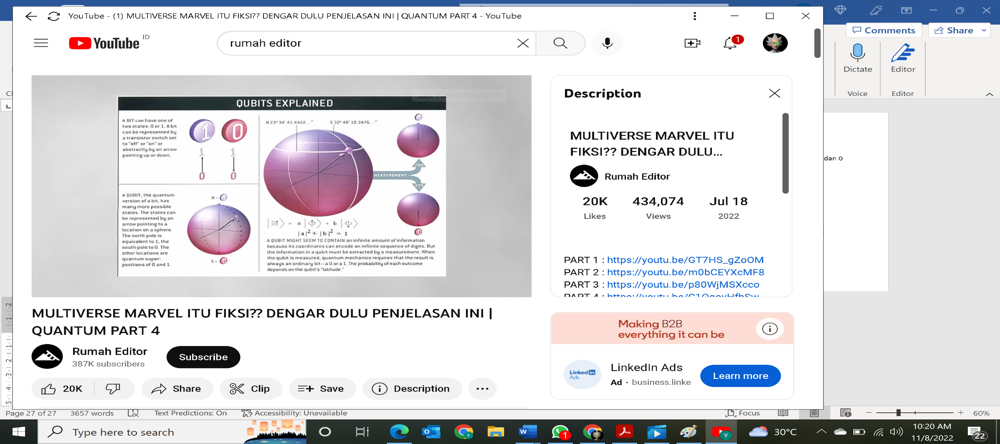 YouTube - (1) MULTIVERSE MARVEL ITU FIKSI?? DENGAR DULU PENJELASAN INI | QUANTUM PART 4 - YouTube
Comments
Share
YouTube ID
rumah editor
1
Dictate
Editor
Voice
Editor
QUBITS EXPLAINED
A BIT can have one of
two states: 0 or 1. A bit
can be represented by
a transistor switch set
to "off" or "on" or
abstractly by an arrow
pointing up or down.
1 0
1 1
0 0
A QUBIT, the quantum
version of a bit, has
many more possible
states. The states can
be represented by an
arrow pointing to a
location on a sphere.
The north pole is
equivalent to 1, the
south pole to 0. The
other locations are
quantum super-
positions of 0 and 1.
N =
S = 0
N 23° 34' 41.4422..."
E 32° 48' 10.3476..."
MEASUREMENT
70%
30%
0
= a + b
|a|² + |b|² = 1
A QUBIT MIGHT SEEM TO CONTAIN an infinite amount of information
because its coordinates can encode an infinite sequence of digits. But
the information in a qubit must be extracted by a measurement. When
the qubit is measured, quantum mechanics requires that the result is
always an ordinary bit—a 0 or a 1. The probability of each outcome
depends on the qubit's "latitude."
Description
MULTIVERSE MARVEL ITU
FIKSI?? DENGAR DULU...
Rumah Editor
20K 434,074 Jul 18
Likes Views 2022
PART 1 : https://youtu.be/GT7HS_gZoOM
PART 2 : https://youtu.be/m0bCEYXcMF8
PART 3 : https://youtu.be/p80WjMSXcco
dan 0
MULTIVERSE MARVEL ITU FIKSI?? DENGAR DULU PENJELASAN INI |
QUANTUM PART 4
Rumah Editor
387K subscribers
Subscribe
20K
Share
Clip
Save
Description
Making B2B
everything it can be
Linked in
Ads
LinkedIn Ads
Ad · business.linke
Learn more
Page 27 of 27
3657 words
Text Predictions: On
Accessibility: Unavailable
Focus
60%
Type here to search
1
30°C
10:20 AM
11/8/2022
22